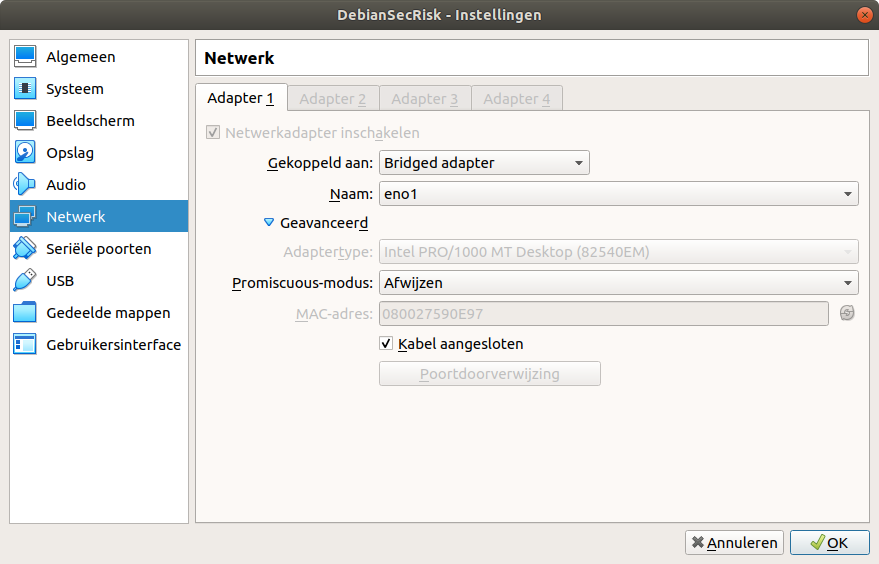 DebianSecRisk - Instellingen
Algemeen
Systeem
Beeldscherm
Opslag
Audio
Netwerk
Seriële poorten
USB
Gedeelde mappen
Gebruikersinterface
Netwerk
Adapter 1 Adapter 2 Adapter 3 Adapter 4
Netwerkadapter inschakelen
Gekoppeld aan: Bridged adapter
Naam: eno1
Geavanceerd
Adaptertype: Intel PRO/1000 MT Desktop (82540EM)
Promiscuous-modus: Afwijzen
MAC-adres: 080027590E97
Kabel aangesloten
Poortdoorverwijzing
Annuleren OK